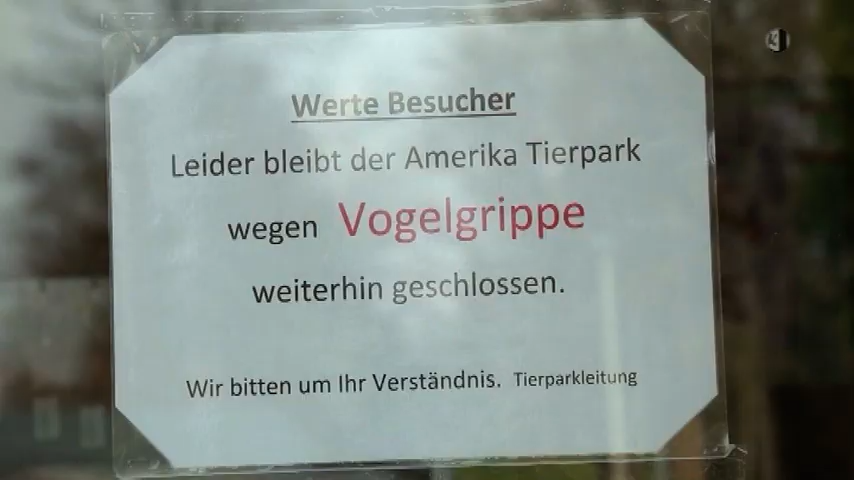 Werte Besucher
Leider bleibt der Amerika Tierpark
wegen Vogelgrippe
weiterhin geschlossen.
Wir bitten um Ihr Verständnis. Tierparkleitung